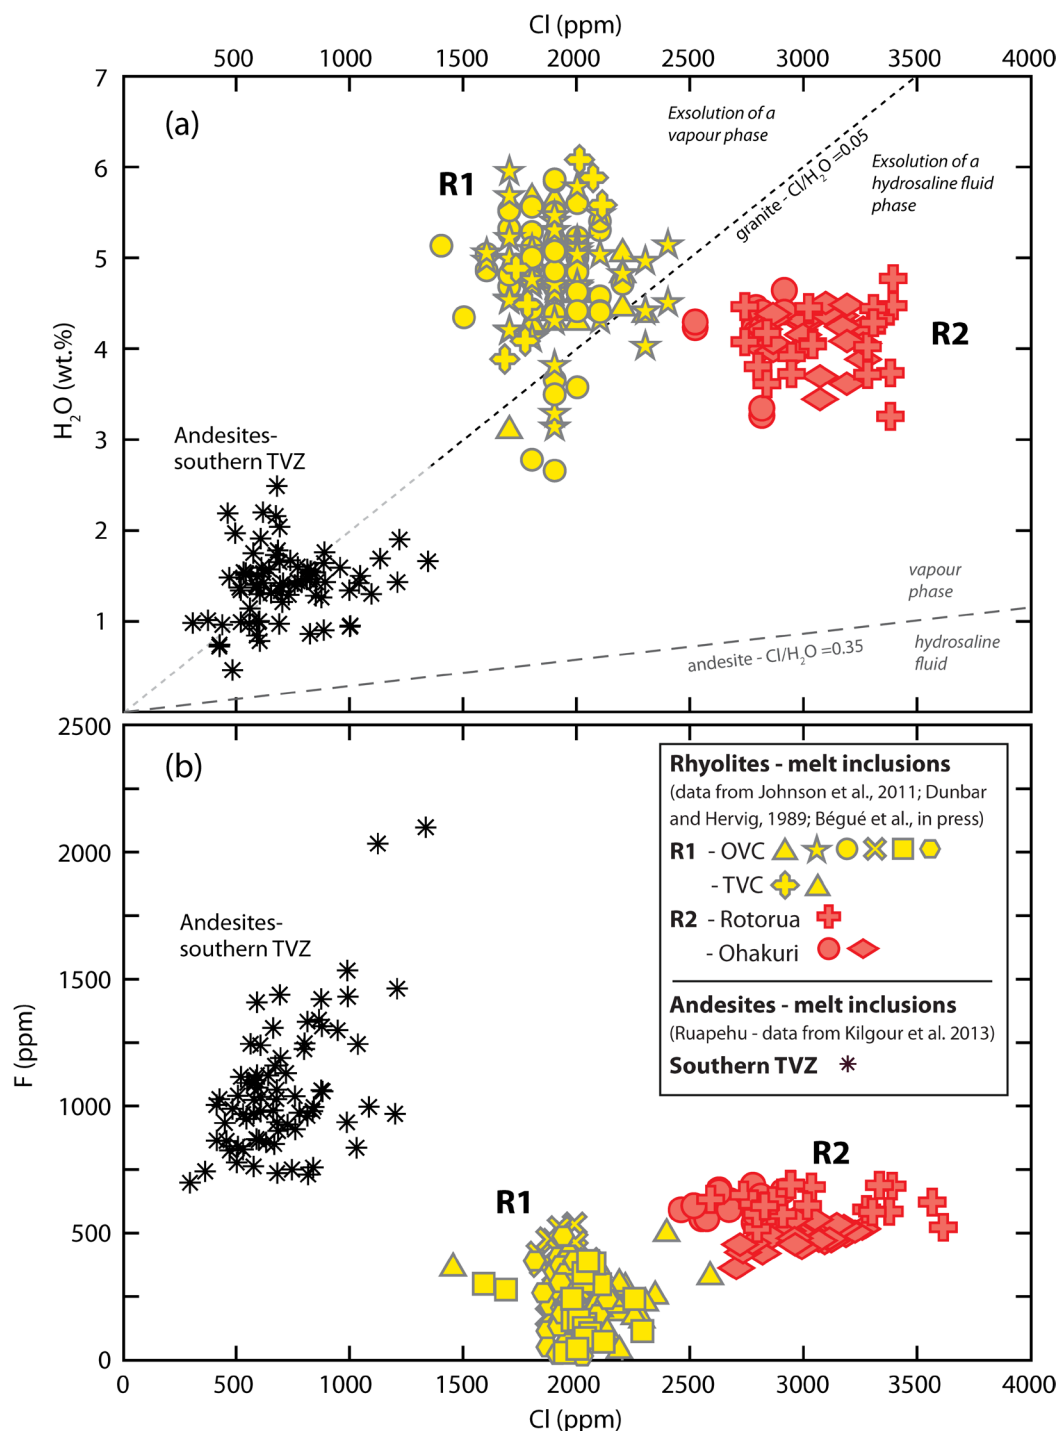 Cl (ppm)
500 1000 1500 2000 2500 3000 3500 4000
7
(a)
Exsolution of a
vapour phase
6
R1
granite - Cl/H2O =0.05
Exsolution of a
hydrosaline fluid
phase
5
H2O (wt.%)
4
R2
Andesites-
southern TVZ
3
2
vapour
phase
1
andesite - Cl/H2O =0.35
hydrosaline
fluid
2500
(b)
Rhyolites - melt inclusions
(data from Johnson et al., 2011; Dunbar
and Hervig, 1989; Bégué et al., in press)
R1 - OVC
- TVC
R2 - Rotorua
- Ohakuri
Andesites - melt inclusions
(Ruapehu - data from Kilgour et al. 2013)
Southern TVZ
2000
Andesites-
southern TVZ
1500
F (ppm)
1000
R2
R1
500
0
0 500 1000 1500 2000 2500 3000 3500 4000
Cl (ppm)